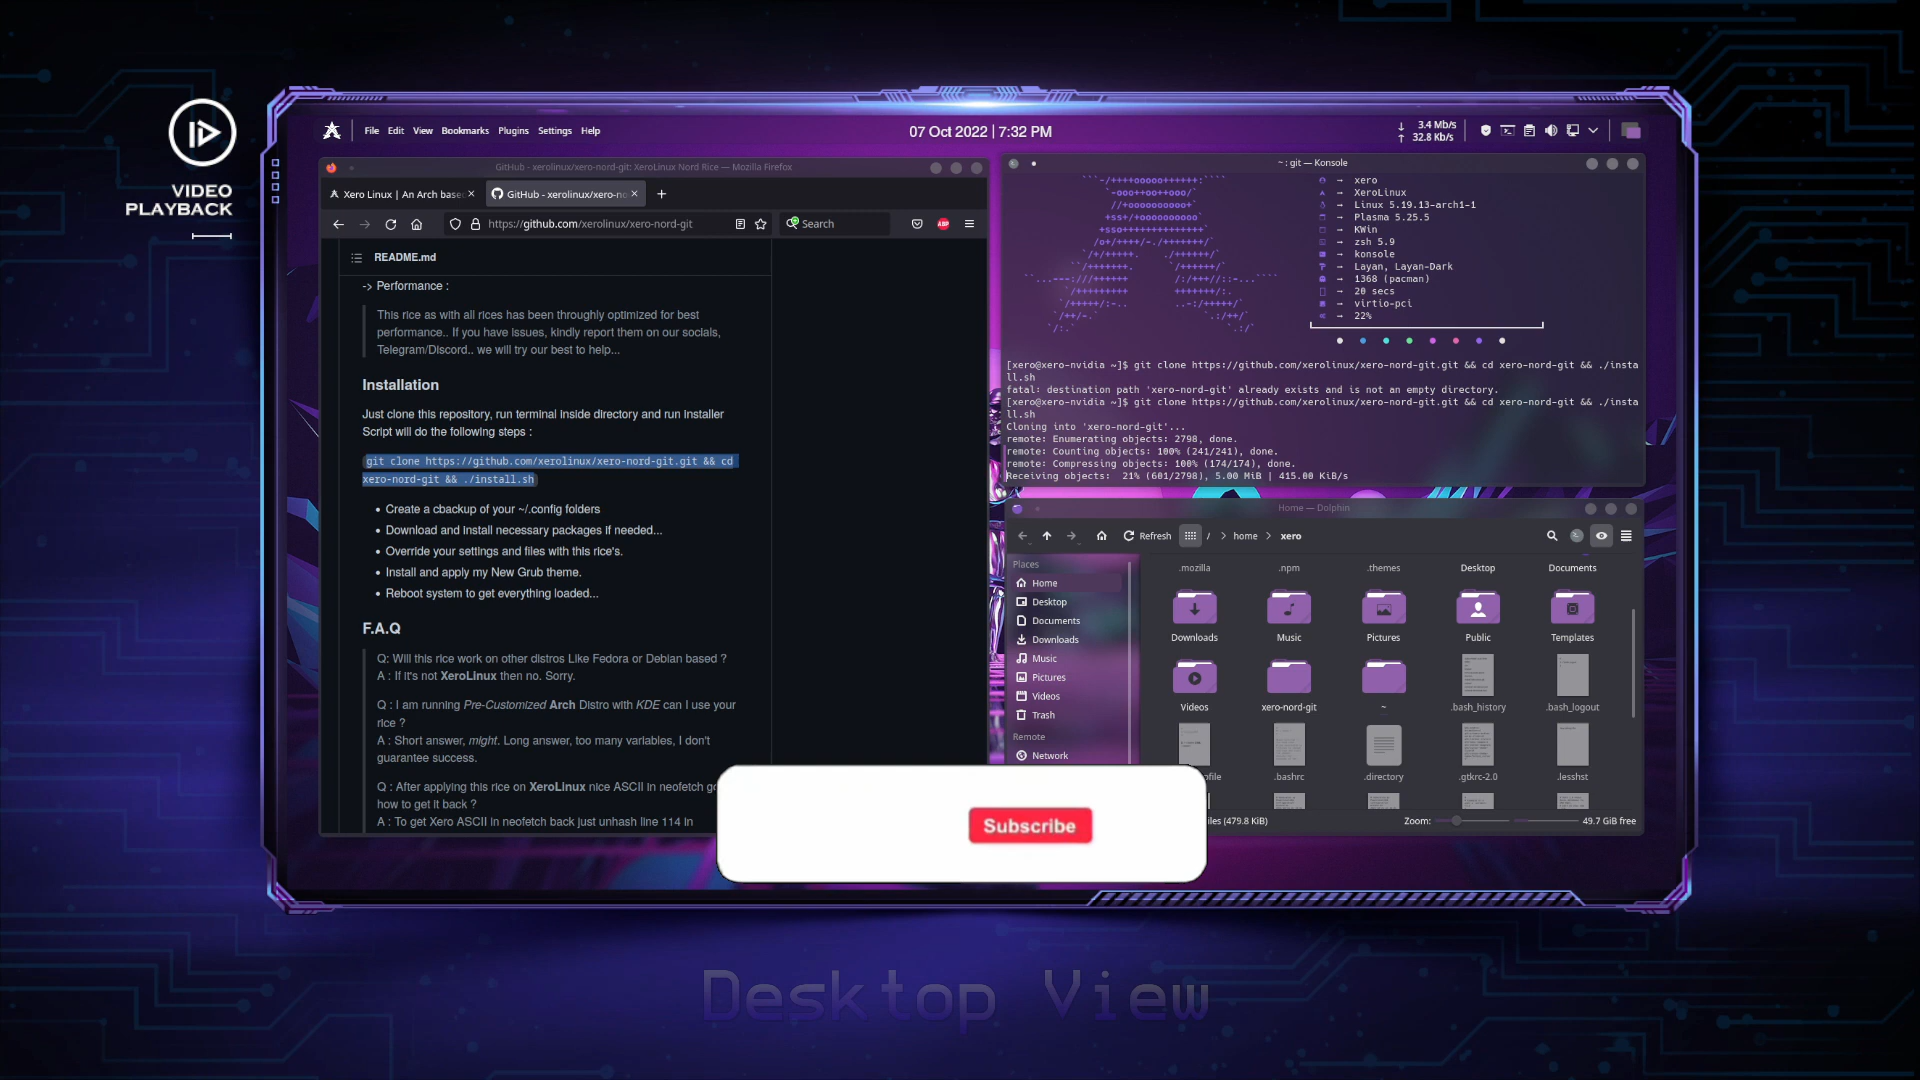 VIDEO
PLAYBACK
File Edit View Bookmarks Plugins Settings Help
07 Oct 2022 | 7:32 PM
3.4 Mb/s
32.8 Kb/s
GitHub - xerolinux/xero-nord-git: XeroLinux Nord Rice — Mozilla Firefox
Xero Linux | An Arch base
GitHub - xerolinux/xero-no
https://github.com/xerolinux/xero-nord-git
Search
ABP
README.md
-> Performance :
This rice as with all rices has been throughly optimized for best
performance.. If you have issues, kindly report them on our socials,
Telegram/Discord.. we will try our best to help...
Installation
Just clone this repository, run terminal inside directory and run Installer
Script will do the following steps :
git clone https://github.com/xerolinux/xero-nord-git.git && cd
xero-nord-git && ./install.sh
Create a cbackup of your ~/.config folders
Download and install necessary packages if needed...
Override your settings and files with this rice's.
Install and apply my New Grub theme.
Reboot system to get everything loaded...
F.A.Q
Q: Will this rice work on other distros Like Fedora or Debian based ?
A : If it's not XeroLinux then no. Sorry.
Q : I am running Pre-Customized Arch Distro with KDE can I use your
rice ?
A : Short answer, might. Long answer, too many variables, I don't
guarantee success.
Q : After applying this rice on XeroLinux nice ASCII in neofetch
how to get it back ?
A : To get Xero ASCII in neofetch back just unhash line 114 in
~ : git — Konsole
xero
XeroLinux
Linux 5.19.13-arch1-1
Plasma 5.25.5
KWin
zsh 5.9
konsole
Layan, Layan-Dark
1368 (pacman)
20 secs
virtio-pci
22%
[xero@xero-nvidia ~]$ git clone https://github.com/xerolinux/xero-nord-git.git && cd xero-nord-git && ./insta
ll.sh
fatal: destination path 'xero-nord-git' already exists and is not an empty directory.
[xero@xero-nvidia ~]$ git clone https://github.com/xerolinux/xero-nord-git.git && cd xero-nord-git && ./insta
ll.sh
Cloning into 'xero-nord-git'...
remote: Enumerating objects: 2798, done.
remote: Counting objects: 100% (241/241), done.
remote: Compressing objects: 100% (174/174), done.
Receiving objects: 21% (601/2798), 5.00 MiB | 415.00 KiB/s
Home — Dolphin
Refresh / > home > xero
Places
Home
Desktop
Documents
Downloads
Music
Pictures
Videos
Trash
Remote
Network
.mozilla .npm .themes Desktop Documents
Downloads Music Pictures Public Templates
Videos xero-nord-git ~ .bash_history .bash_logout
ofile .bashrc .directory .gtkrc-2.0 .lesshst
iles (479.8 KiB) Zoom: 49.7 GiB free
Subscribe
Desktop View